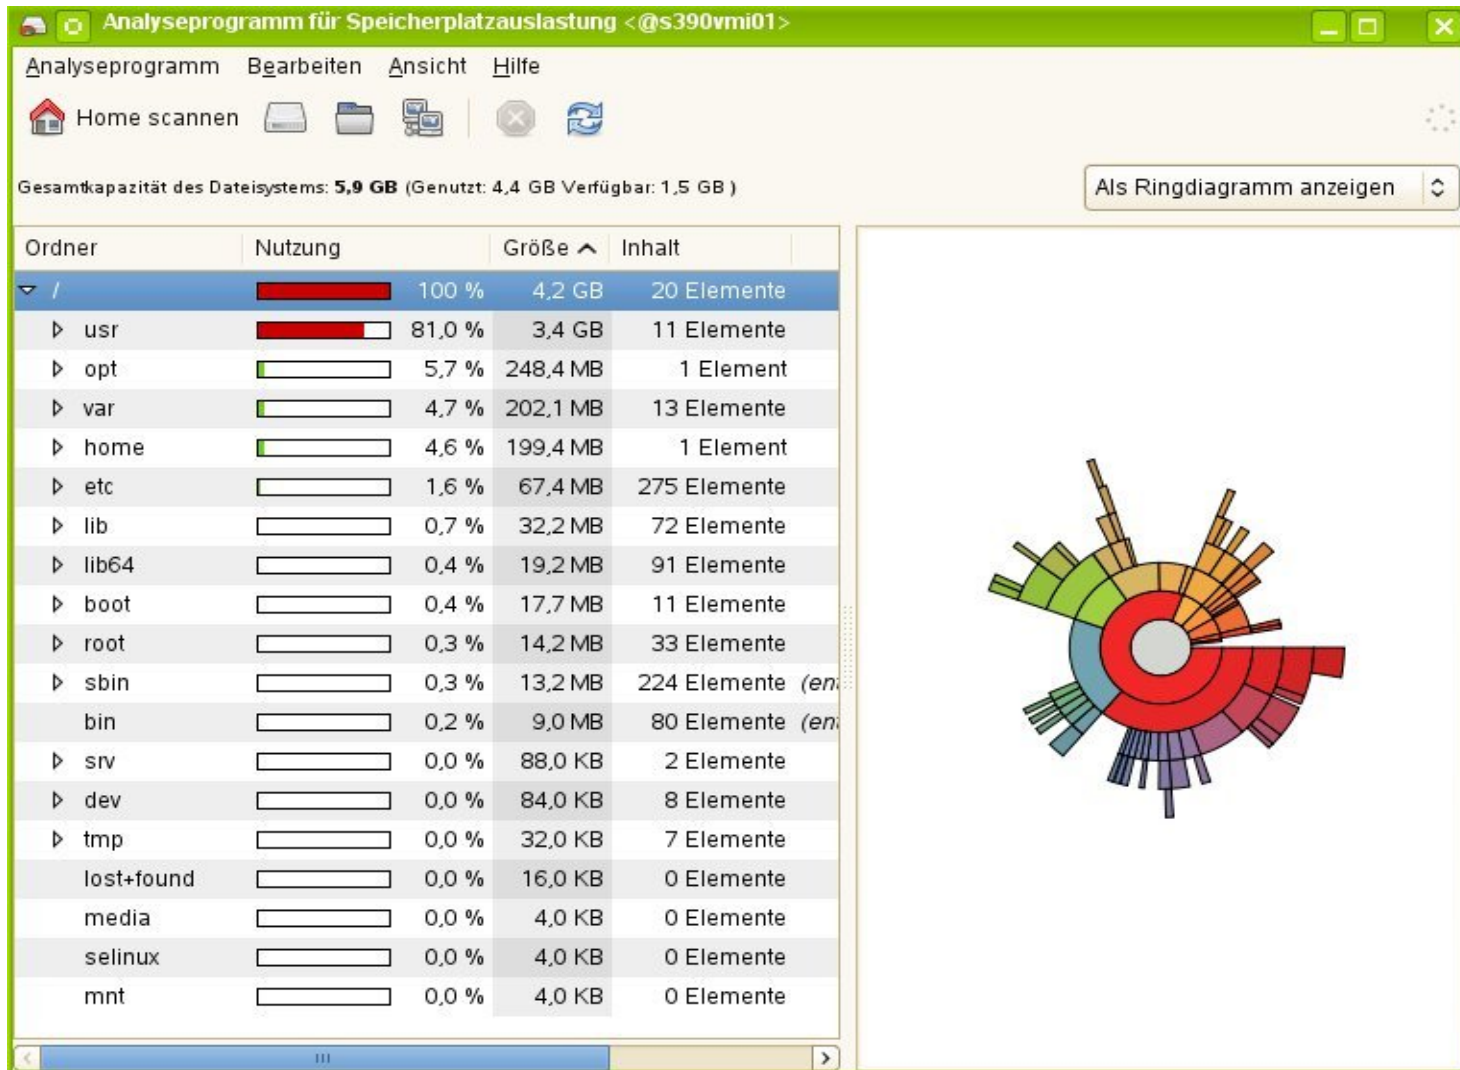 Analyseprogramm für Speicherplatzauslastung <@s390vmi01>
Analyseprogramm Bearbeiten Ansicht Hilfe
Home scannen
Gesamtkapazität des Dateisystems: 5,9 GB (Genutzt: 4,4 GB Verfügbar: 1,5 GB )
Als Ringdiagramm anzeigen
Ordner Nutzung Größe Inhalt
/ 100 % 4,2 GB 20 Elemente
usr 81,0 % 3,4 GB 11 Elemente
opt 5,7 % 248,4 MB 1 Element
var 4,7 % 202,1 MB 13 Elemente
home 4,6 % 199,4 MB 1 Element
etc 1,6 % 67,4 MB 275 Elemente
lib 0,7 % 32,2 MB 72 Elemente
lib64 0,4 % 19,2 MB 91 Elemente
boot 0,4 % 17,7 MB 11 Elemente
root 0,3 % 14,2 MB 33 Elemente
sbin 0,3 % 13,2 MB 224 Elemente
bin 0,2 % 9,0 MB 80 Elemente
srv 0,0 % 88,0 KB 2 Elemente
dev 0,0 % 84,0 KB 8 Elemente
tmp 0,0 % 32,0 KB 7 Elemente
lost+found 0,0 % 16,0 KB 0 Elemente
media 0,0 % 4,0 KB 0 Elemente
selinux 0,0 % 4,0 KB 0 Elemente
mnt 0,0 % 4,0 KB 0 Elemente